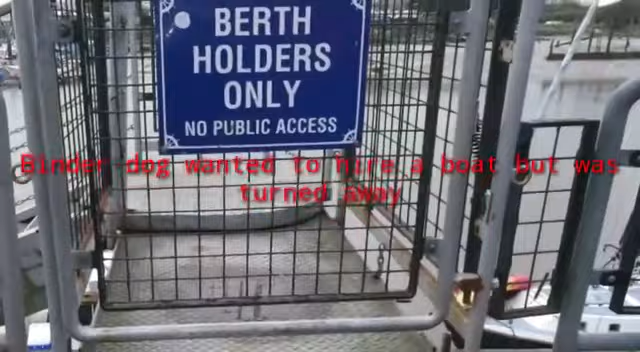 BERTH
HOLDERS
ONLY
NO PUBLIC ACCESS
Binder dog wanted to hire a boat but was
turned away